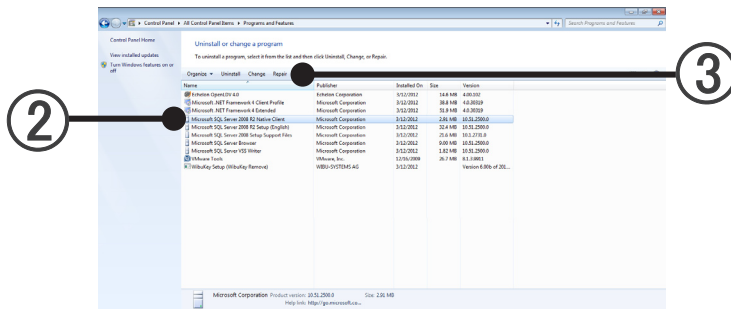 Control Panel ▸ All Control Panel Items ▸ Programs and Features
Search Programs and Features
Control Panel Home
View installed updates
Turn Windows features on or off
Uninstall or change a program
To uninstall a program, select it from the list and then click Uninstall, Change, or Repair.
Organize Uninstall Change Repair
3
2
Name Publisher Installed On Size Version
Echelon OpenLDV 4.0 Echelon Corporation 3/12/2012 14.6 MB 4.00.102
Microsoft .NET Framework 4 Client Profile Microsoft Corporation 3/12/2012 38.8 MB 4.0.30319
Microsoft .NET Framework 4 Extended Microsoft Corporation 3/12/2012 51.9 MB 4.0.30319
Microsoft SQL Server 2008 R2 Native Client Microsoft Corporation 3/12/2012 2.91 MB 10.51.2500.0
Microsoft SQL Server 2008 R2 Setup (English) Microsoft Corporation 3/12/2012 32.4 MB 10.51.2500.0
Microsoft SQL Server 2008 Setup Support Files Microsoft Corporation 3/12/2012 21.6 MB 10.1.2731.0
Microsoft SQL Server Browser Microsoft Corporation 3/12/2012 9.00 MB 10.51.2500.0
Microsoft SQL Server VSS Writer Microsoft Corporation 3/12/2012 1.82 MB 10.51.2500.0
VMware Tools VMware, Inc. 12/16/2009 26.7 MB
WibuKey Setup (WibuKey Remove) WIBU-SYSTEMS AG 3/12/2012 Version 6.00b of 201...
Microsoft Corporation Product version: 10.51.2500.0 Size: 2.91 MB
Help link: http://go.microsoft.co...